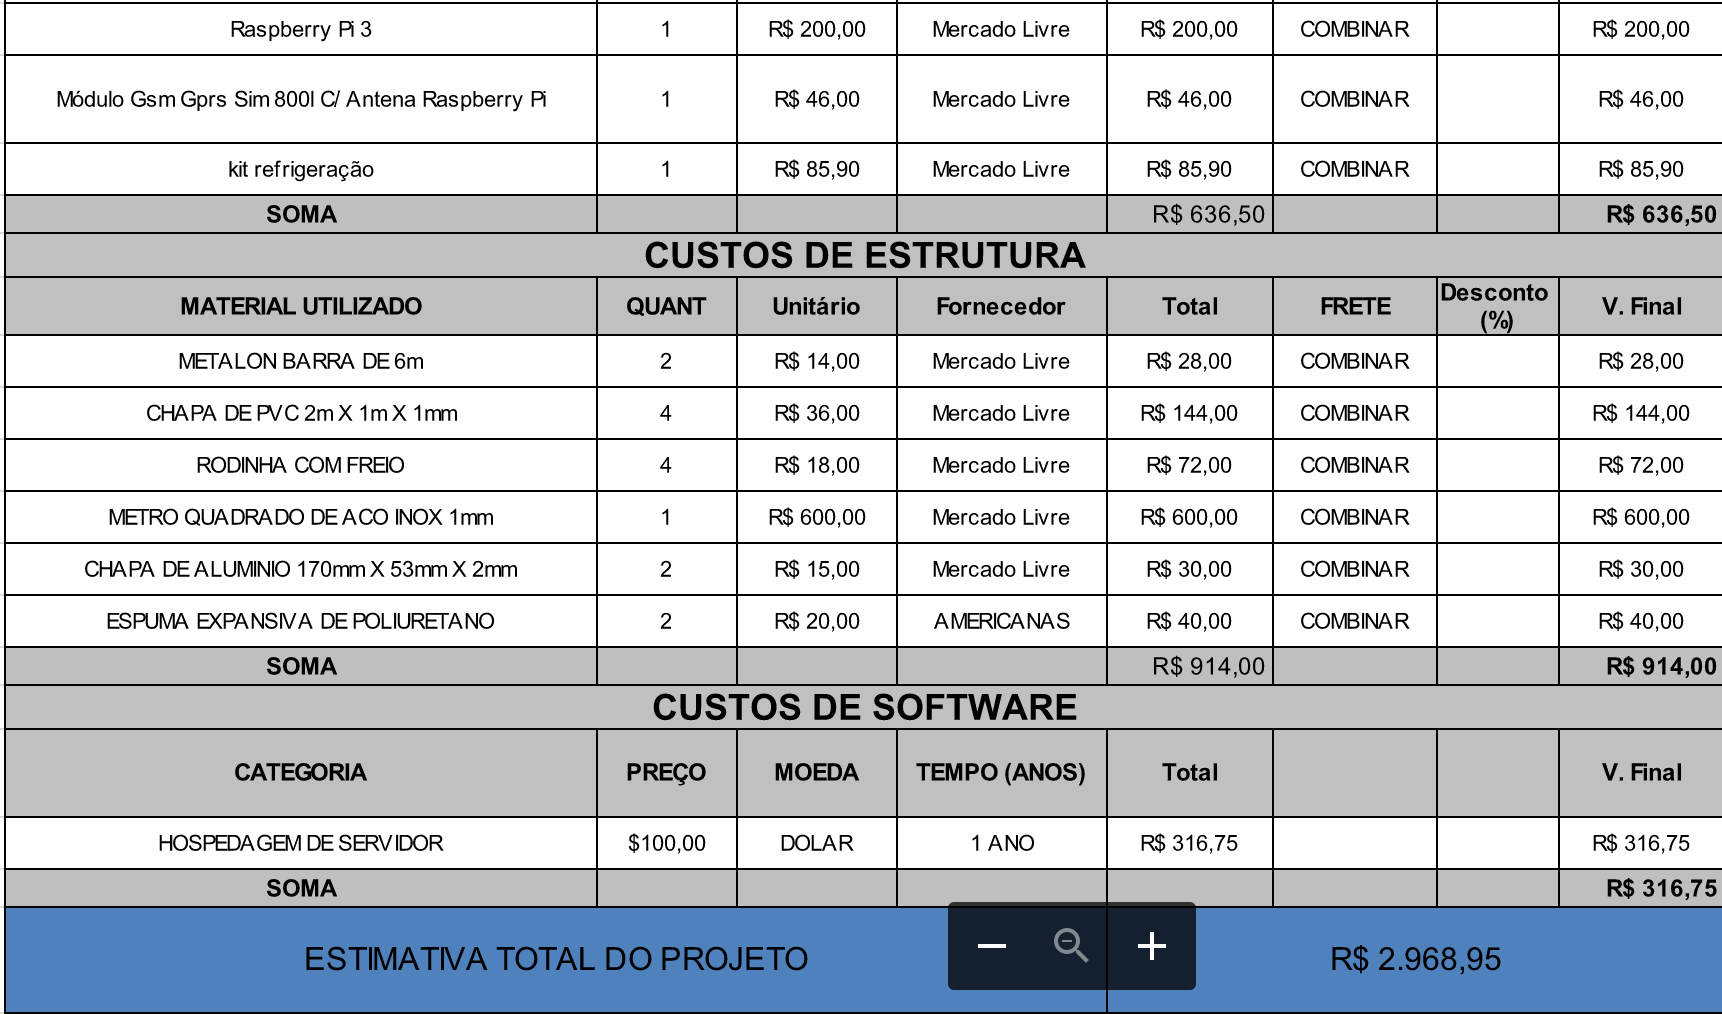 Raspberry Pi 3 1 R$ 200,00 Mercado Livre R$ 200,00 COMBINAR R$ 200,00
Módulo Gsm Gprs Sim 800l C/ Antena Raspberry Pi 1 R$ 46,00 Mercado Livre R$ 46,00 COMBINAR R$ 46,00
kit refrigeração 1 R$ 85,90 Mercado Livre R$ 85,90 COMBINAR R$ 85,90
SOMA R$ 636,50 R$ 636,50
CUSTOS DE ESTRUTURA
MATERIAL UTILIZADO QUANT Unitário Fornecedor Total FRETE Desconto (%) V. Final
METALON BARRA DE 6m 2 R$ 14,00 Mercado Livre R$ 28,00 COMBINAR R$ 28,00
CHAPA DE PVC 2m X 1m X 1mm 4 R$ 36,00 Mercado Livre R$ 144,00 COMBINAR R$ 144,00
RODINHA COM FREIO 4 R$ 18,00 Mercado Livre R$ 72,00 COMBINAR R$ 72,00
METRO QUADRADO DE ACO INOX 1mm 1 R$ 600,00 Mercado Livre R$ 600,00 COMBINAR R$ 600,00
CHAPA DE ALUMINIO 170mm X 53mm X 2mm 2 R$ 15,00 Mercado Livre R$ 30,00 COMBINAR R$ 30,00
ESPUMA EXPANSIVA DE POLIURETANO 2 R$ 20,00 AMERICANAS R$ 40,00 COMBINAR R$ 40,00
SOMA R$ 914,00 R$ 914,00
CUSTOS DE SOFTWARE
CATEGORIA PREÇO MOEDA TEMPO (ANOS) Total V. Final
HOSPEDAGEM DE SERVIDOR $100,00 DOLAR 1 ANO R$ 316,75 R$ 316,75
SOMA R$ 316,75
ESTIMATIVA TOTAL DO PROJETO R$ 2.968,95